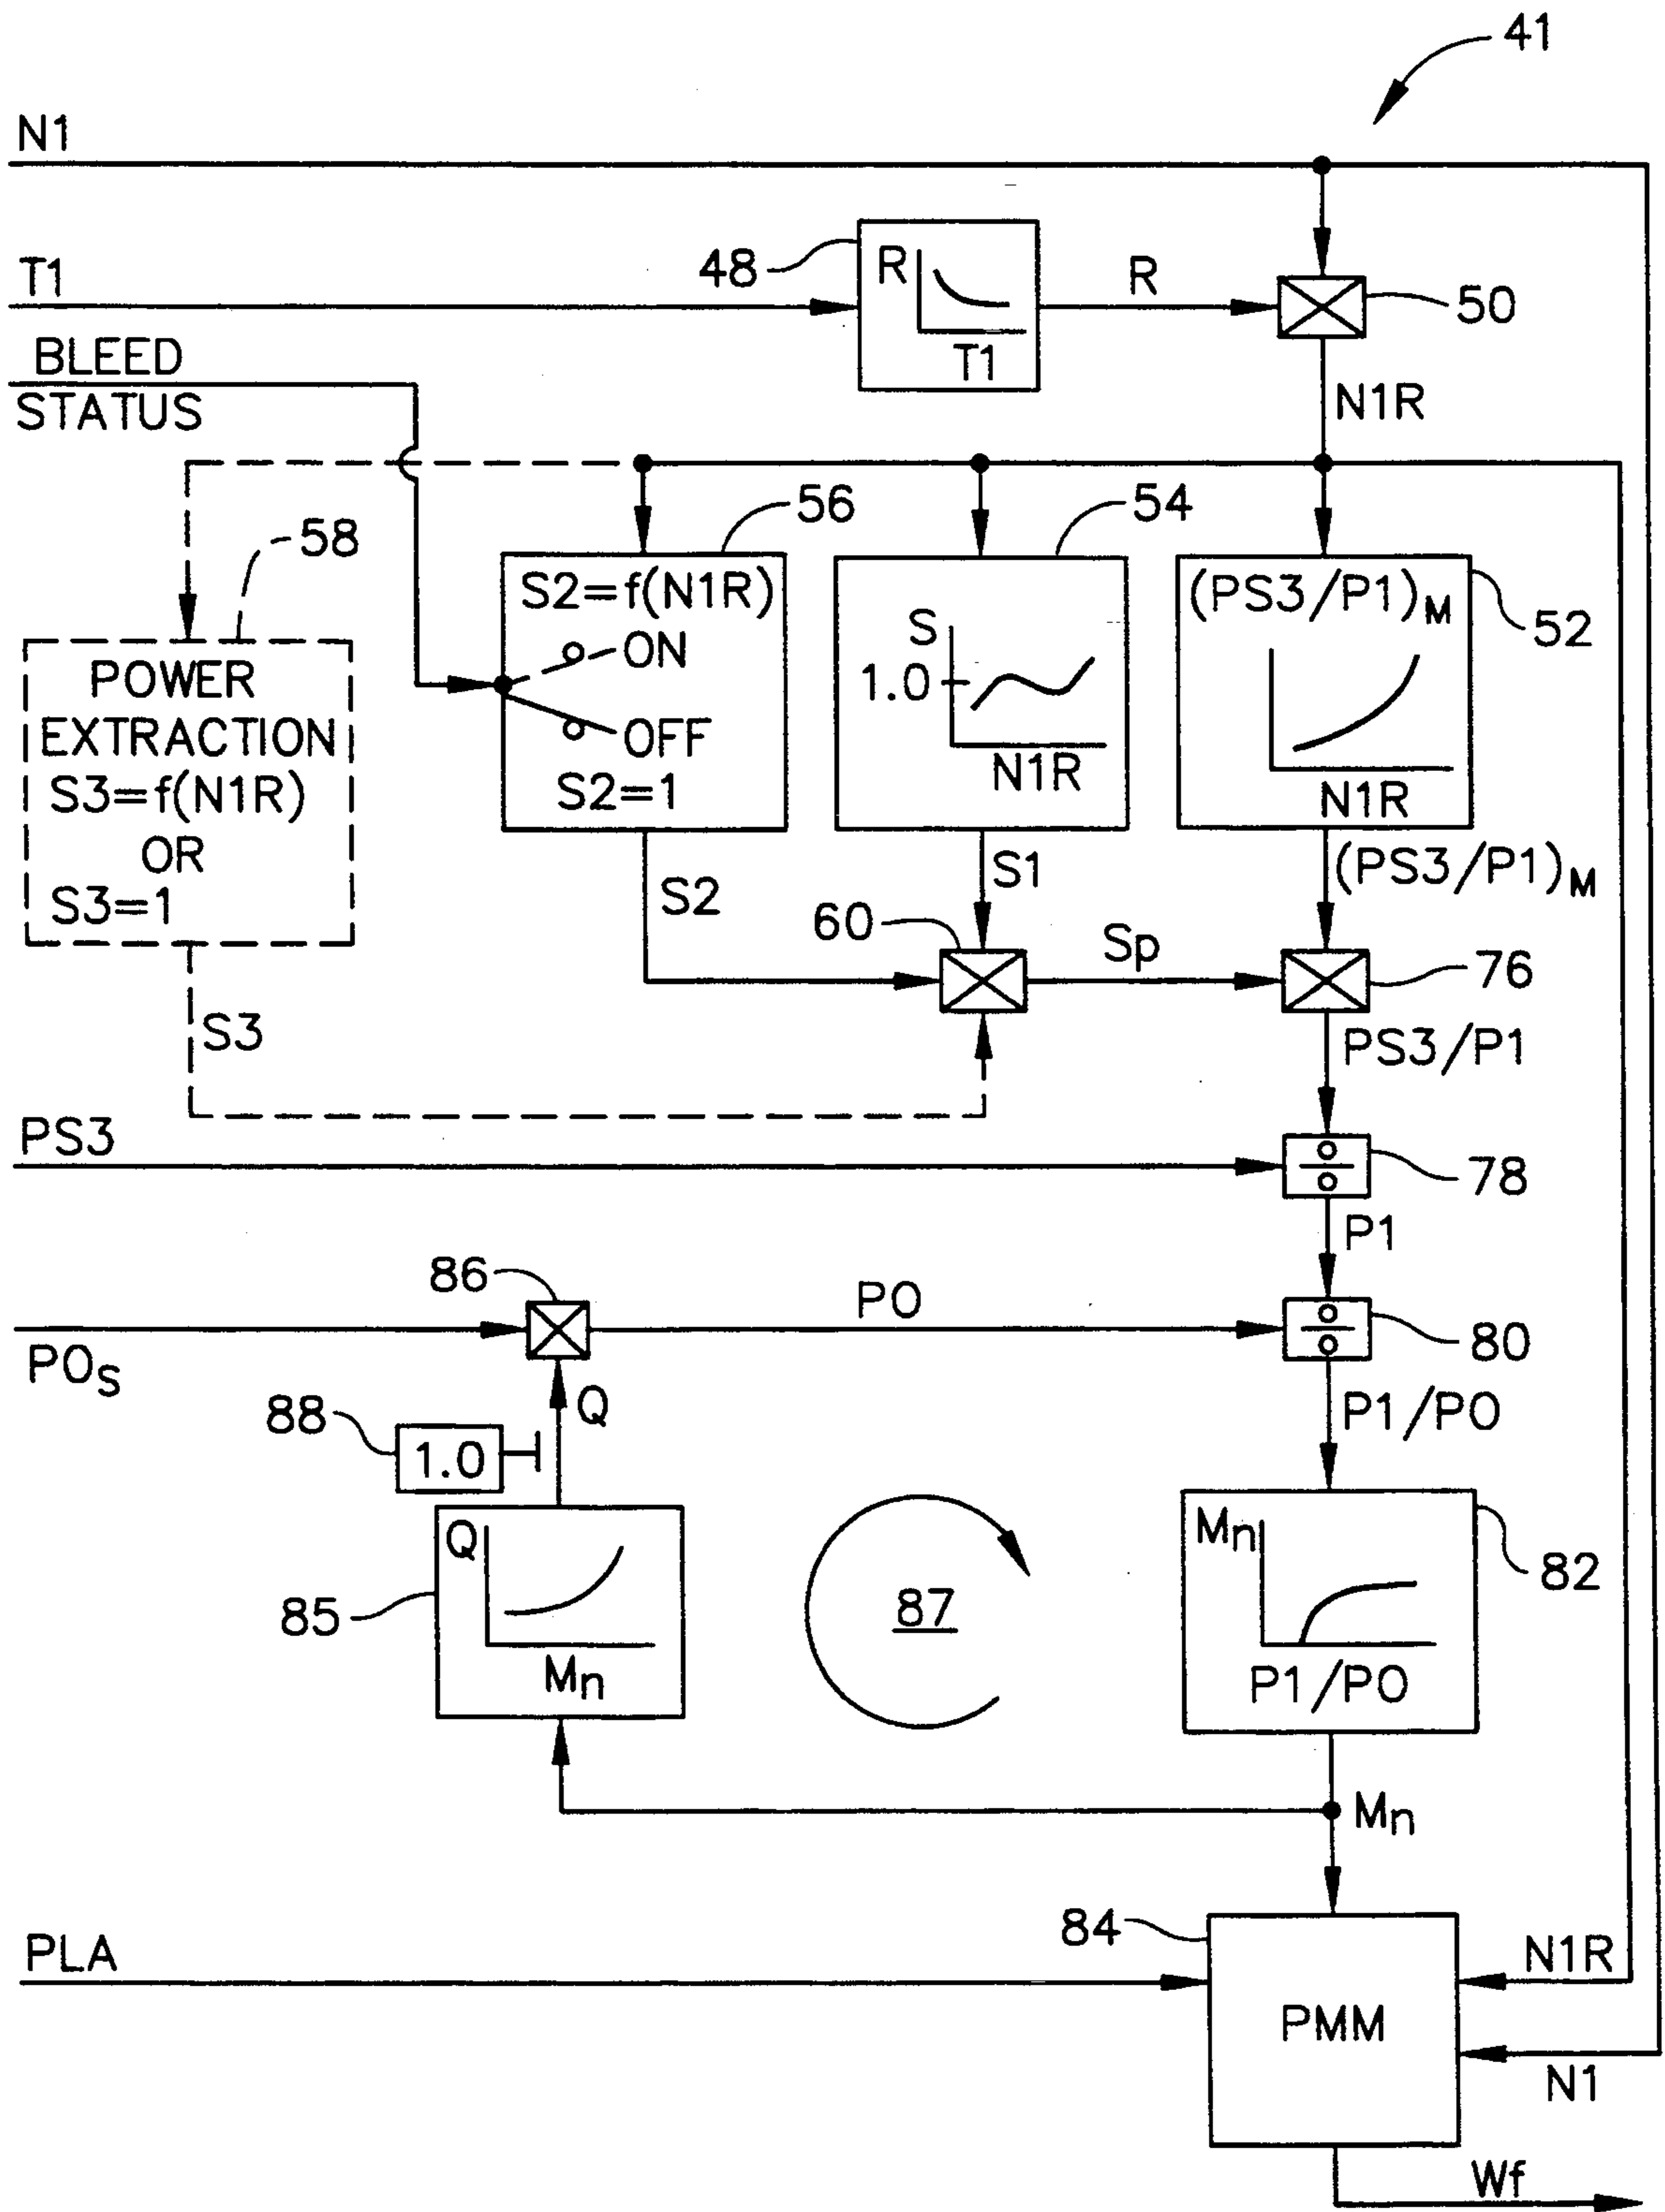 41
N1
T1
48
R
T1
R
50
BLEED
STATUS
N1R
58
56
54
52
POWER
EXTRACTION
S3=f(N1R)
OR
S3=1
S2=f(N1R)
ON
OFF
S2=1
S
1.0
N1R
(PS3/P1)M
N1R
S2
S1
(PS3/P1)M
60
Sp
76
S3
PS3/P1
PS3
78
P1
86
PO
80
POS
Q
P1/PO
88
1.0
Q
Mn
85
87
Mn
P1/PO
82
Mn
PLA
84
PMM
N1R
N1
Wf